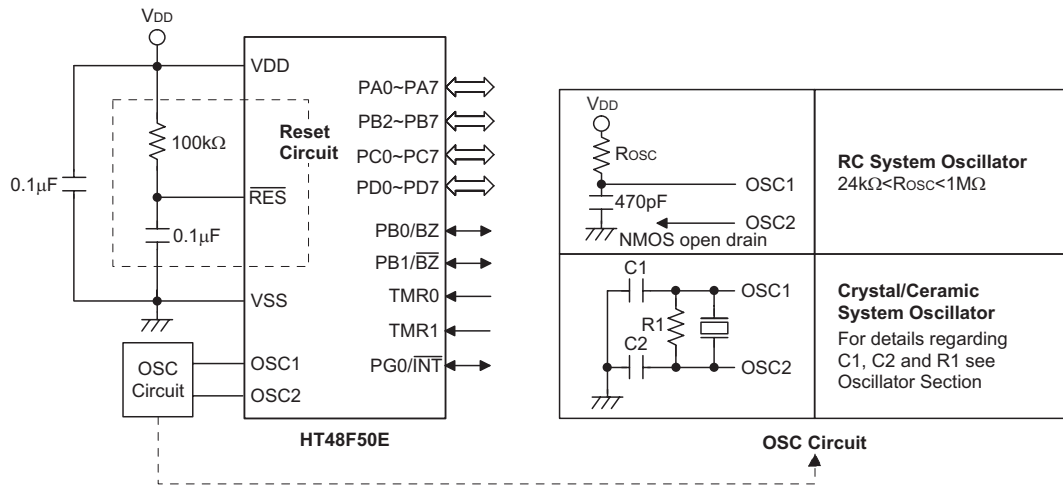 VDD
VDD
100kΩ
Reset
Circuit
0.1μF
RES
0.1μF
VSS
OSC
Circuit
OSC1
OSC2
PA0~PA7
PB2~PB7
PC0~PC7
PD0~PD7
PB0/BZ
PB1/BZ
TMR0
TMR1
PG0/INT
HT48F50E
VDD
ROSC
OSC1
470pF
OSC2
NMOS open drain
RC System Oscillator
24kΩ<ROSC<1MΩ
C1
OSC1
R1
C2
OSC2
Crystal/Ceramic
System Oscillator
For details regarding
C1, C2 and R1 see
Oscillator Section
OSC Circuit